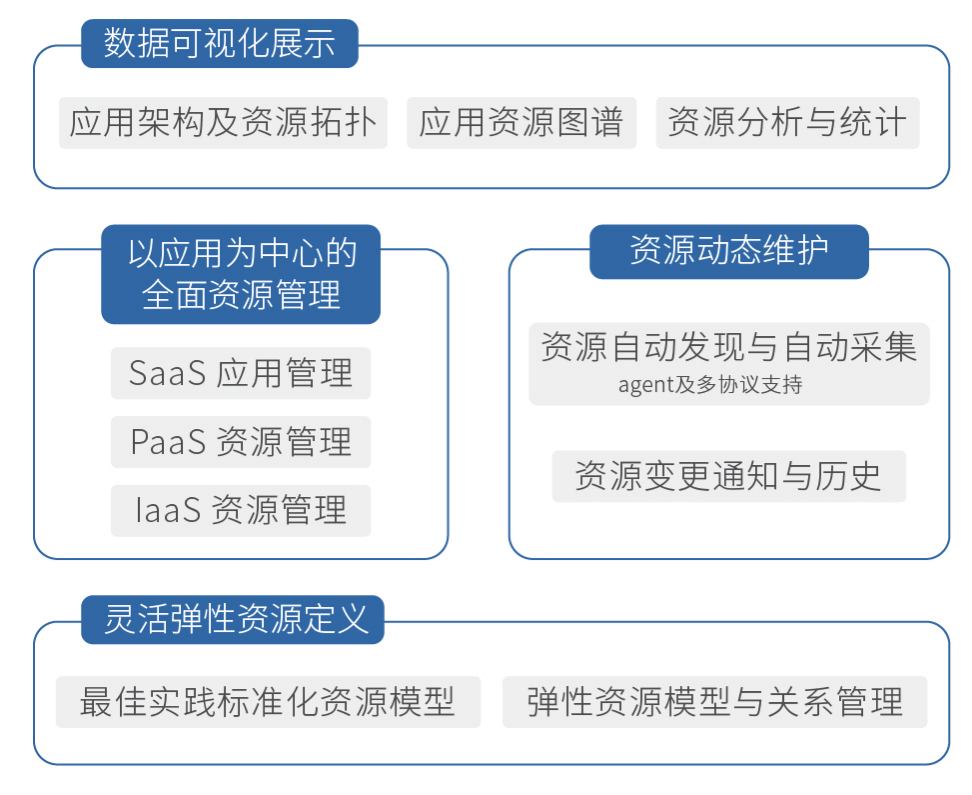 数据可视化展示
应用架构及资源拓扑
应用资源图谱
资源分析与统计
以应用为中心的
全面资源管理
SaaS 应用管理
PaaS 资源管理
IaaS 资源管理
资源动态维护
资源自动发现与自动采集
agent及多协议支持
资源变更通知与历史
灵活弹性资源定义
最佳实践标准化资源模型
弹性资源模型与关系管理